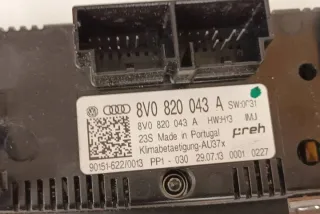 8V0 820 043 A SW:0131
8V0 820 043 A HW:H13 IMJ
23S Made in Portugal preh
Klimabetaetigung-AU37x
90151-622/0013 PP1 - 030 29.07.13 0001 0227